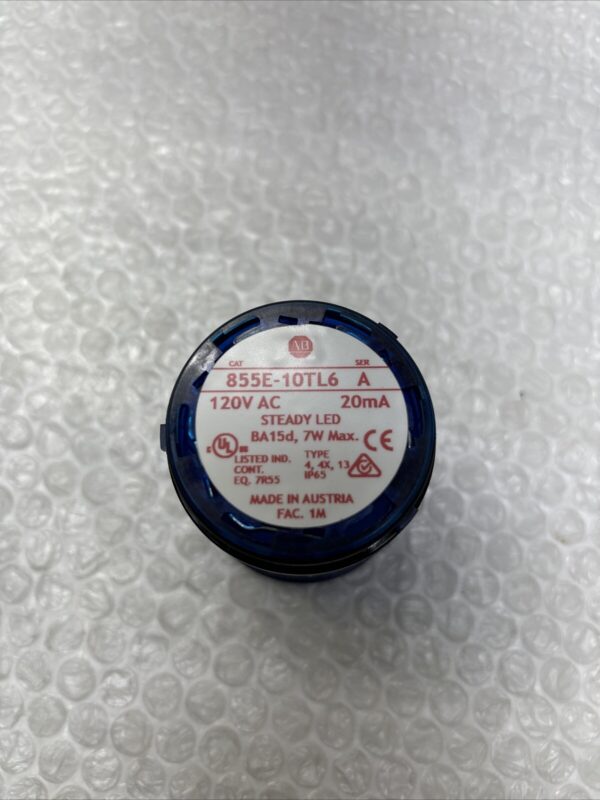 AB
CAT SER
855E-10TL6 A
120V AC 20mA
STEADY LED
BA15d, 7W Max. CE
UL
LISTED IND.
CONT.
EQ. 7R55
TYPE
4, 4X, 13
IP65
MADE IN AUSTRIA
FAC. 1M